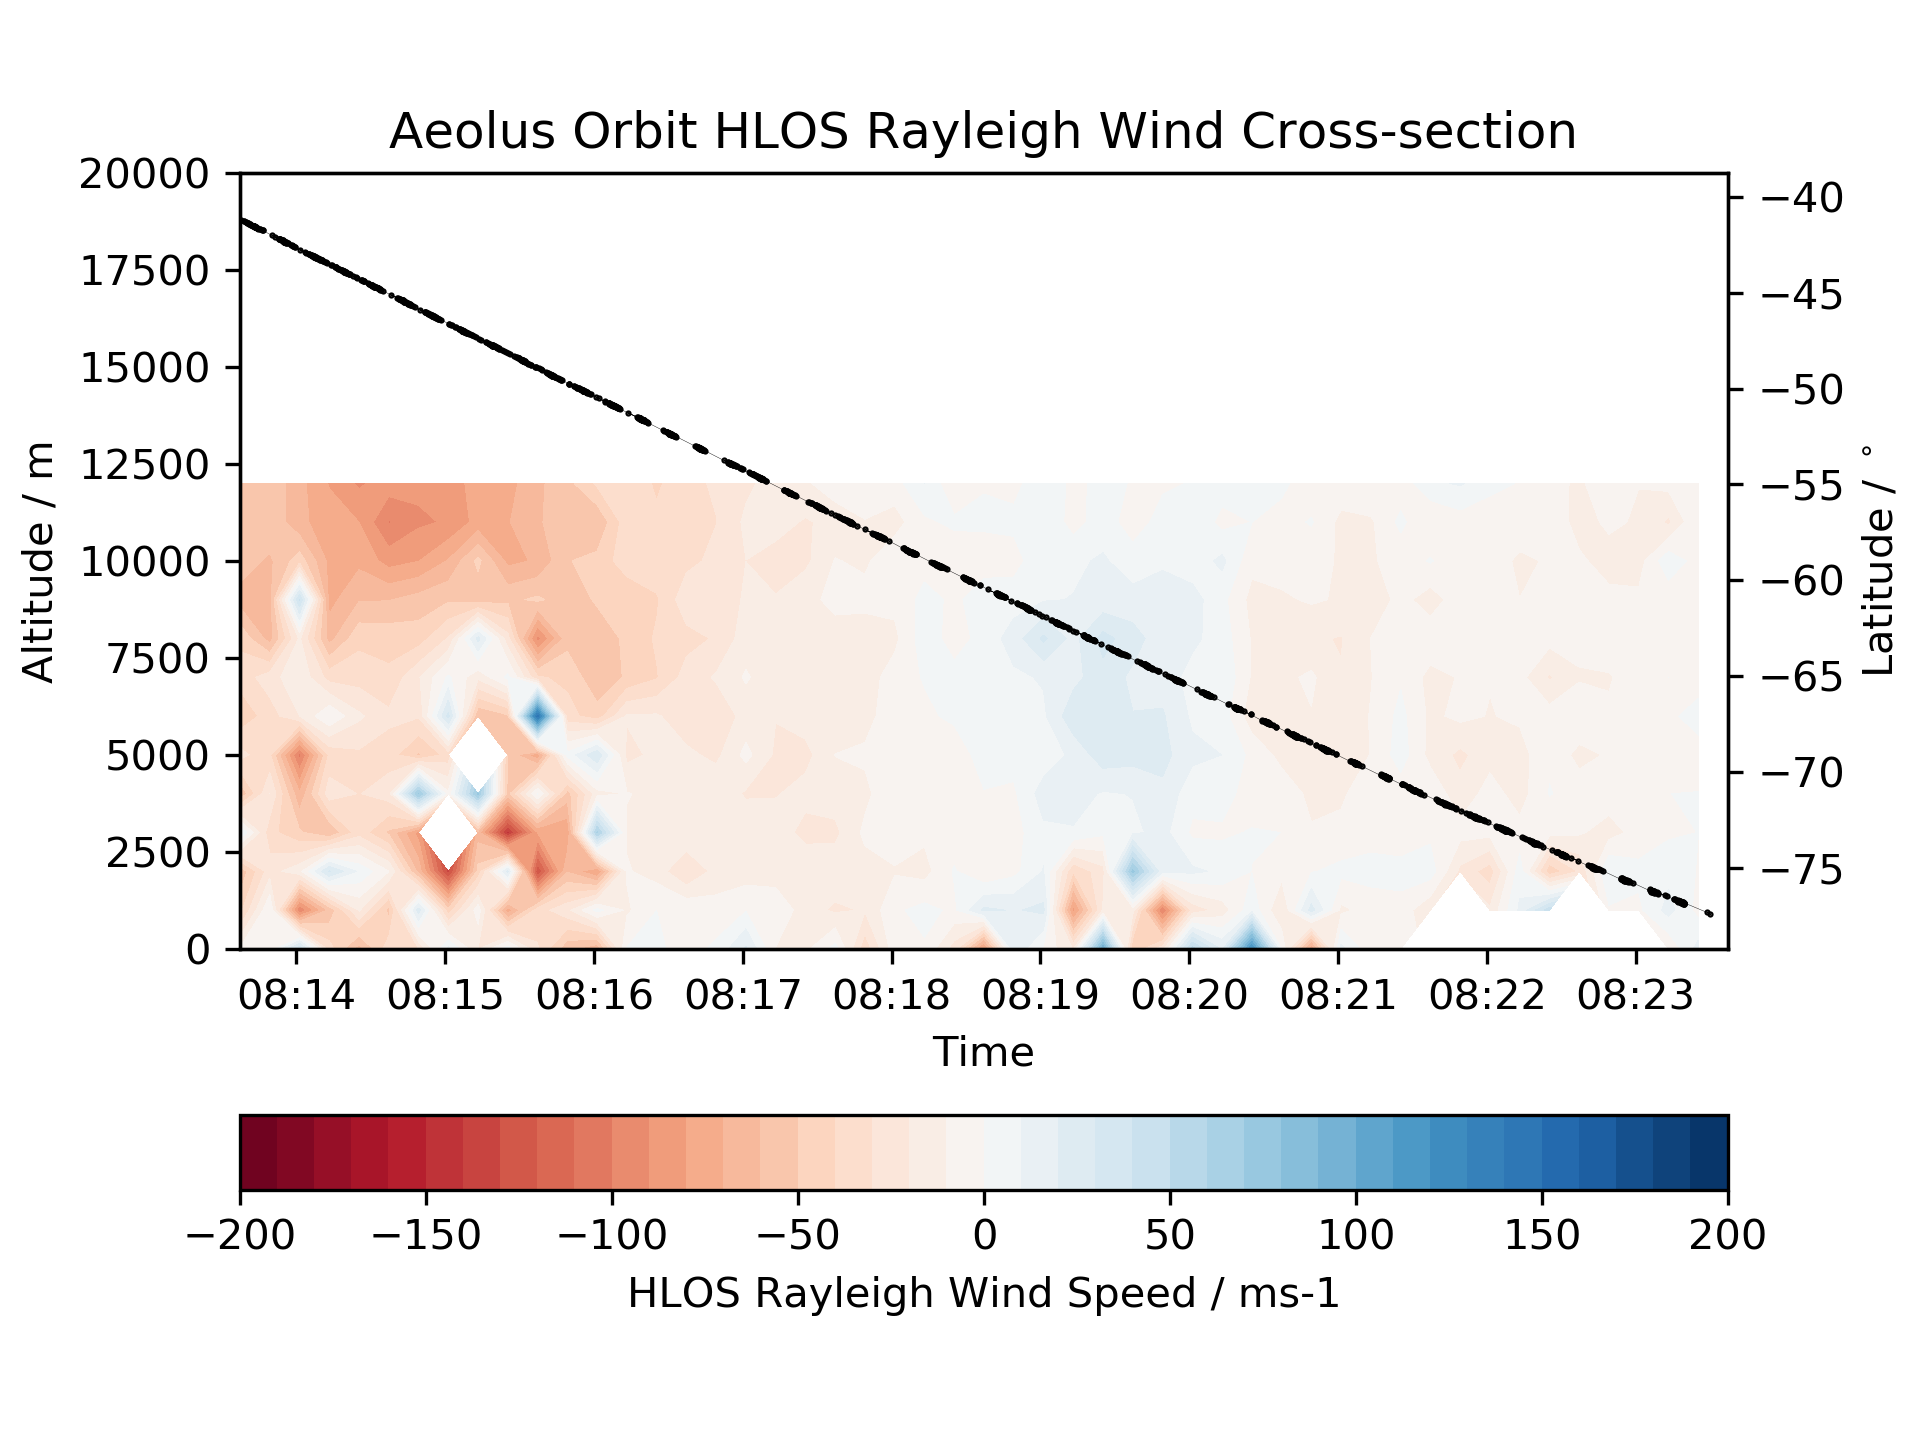 Aeolus Orbit HLOS Rayleigh Wind Cross-section
20000
17500
15000
12500
10000
7500
5000
2500
0
Altitude / m
−40
−45
−50
−55
−60
−65
−70
−75
Latitude / °
08:14 08:15 08:16 08:17 08:18 08:19 08:20 08:21 08:22 08:23
Time
−200 −150 −100 −50 0 50 100 150 200
HLOS Rayleigh Wind Speed / ms-1